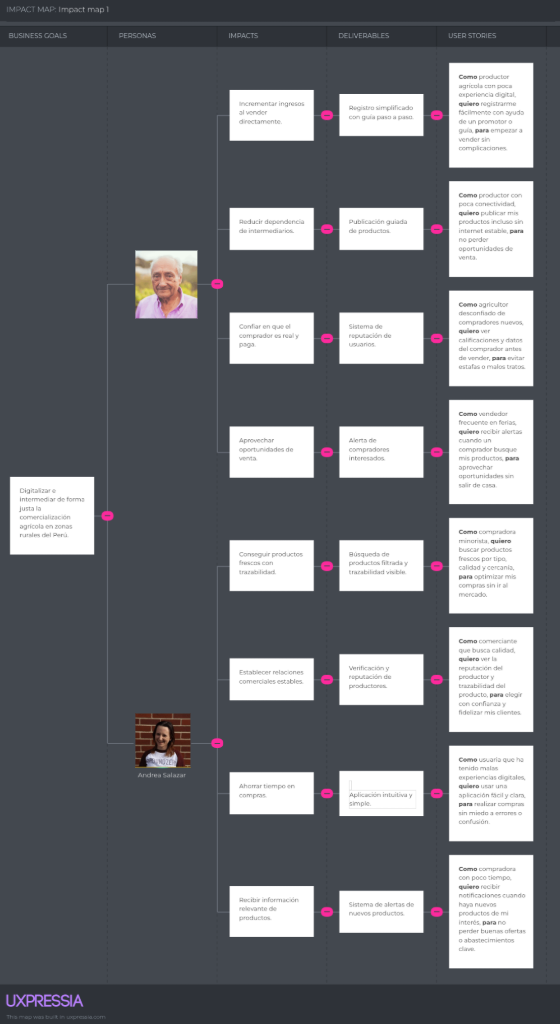 IMPACT MAP: Impact map 1
BUSINESS GOALS
PERSONAS
IMPACTS
DELIVERABLES
USER STORIES
Digitalizar e
intermediar de forma
justa la
comercialización
agrícola en zonas
rurales del Perú.
Incrementar ingresos
al vender
directamente.
Registro simplificado
con guía paso a paso.
Como productor
agrícola con poca
experiencia digital,
quiero registrarme
fácilmente con ayuda
de un promotor o
guía, para empezar a
vender sin
complicaciones.
Reducir dependencia
de intermediarios.
Publicación guiada
de productos.
Como productor con
poca conectividad,
quiero publicar mis
productos incluso sin
internet estable, para
no perder
oportunidades de
venta.
Confiar en que el
comprador es real y
paga.
Sistema de
reputación de
usuarios.
Como agricultor
desconfiado de
compradores nuevos,
quiero ver
calificaciones y datos
del comprador antes
de vender, para evitar
estafas o malos tratos.
Aprovechar
oportunidades de
venta.
Alerta de
compradores
interesados.
Como vendedor
frecuente en ferias,
quiero recibir alertas
cuando un
comprador busque
mis productos, para
aprovechar
oportunidades sin
salir de casa.
Andrea Salazar
Conseguir productos
frescos con
trazabilidad.
Búsqueda de
productos filtrada y
trazabilidad visible.
Como compradora
minorista, quiero
buscar productos
frescos por tipo,
calidad y cercanía,
para optimizar mis
compras sin ir al
mercado.
Establecer relaciones
comerciales estables.
Verificación y
reputación de
productores.
Como comerciante
que busca calidad,
quiero ver la
reputación del
productor y
trazabilidad del
producto, para elegir
con confianza y
fidelizar mis clientes.
Ahorrar tiempo en
compras.
Aplicación intuitiva y
simple.
Como usuaria que ha
tenido malas
experiencias digitales,
quiero usar una
aplicación fácil y clara,
para realizar compras
sin miedo a errores o
confusión.
Recibir información
relevante de
productos.
Sistema de alertas de
nuevos productos.
Como compradora
con poco tiempo,
quiero recibir
notificaciones cuando
haya nuevos
productos de mi
interés, para no
perder buenas ofertas
o abastecimientos
clave.
UXPRESSIA
This map was built in uxpressia.com